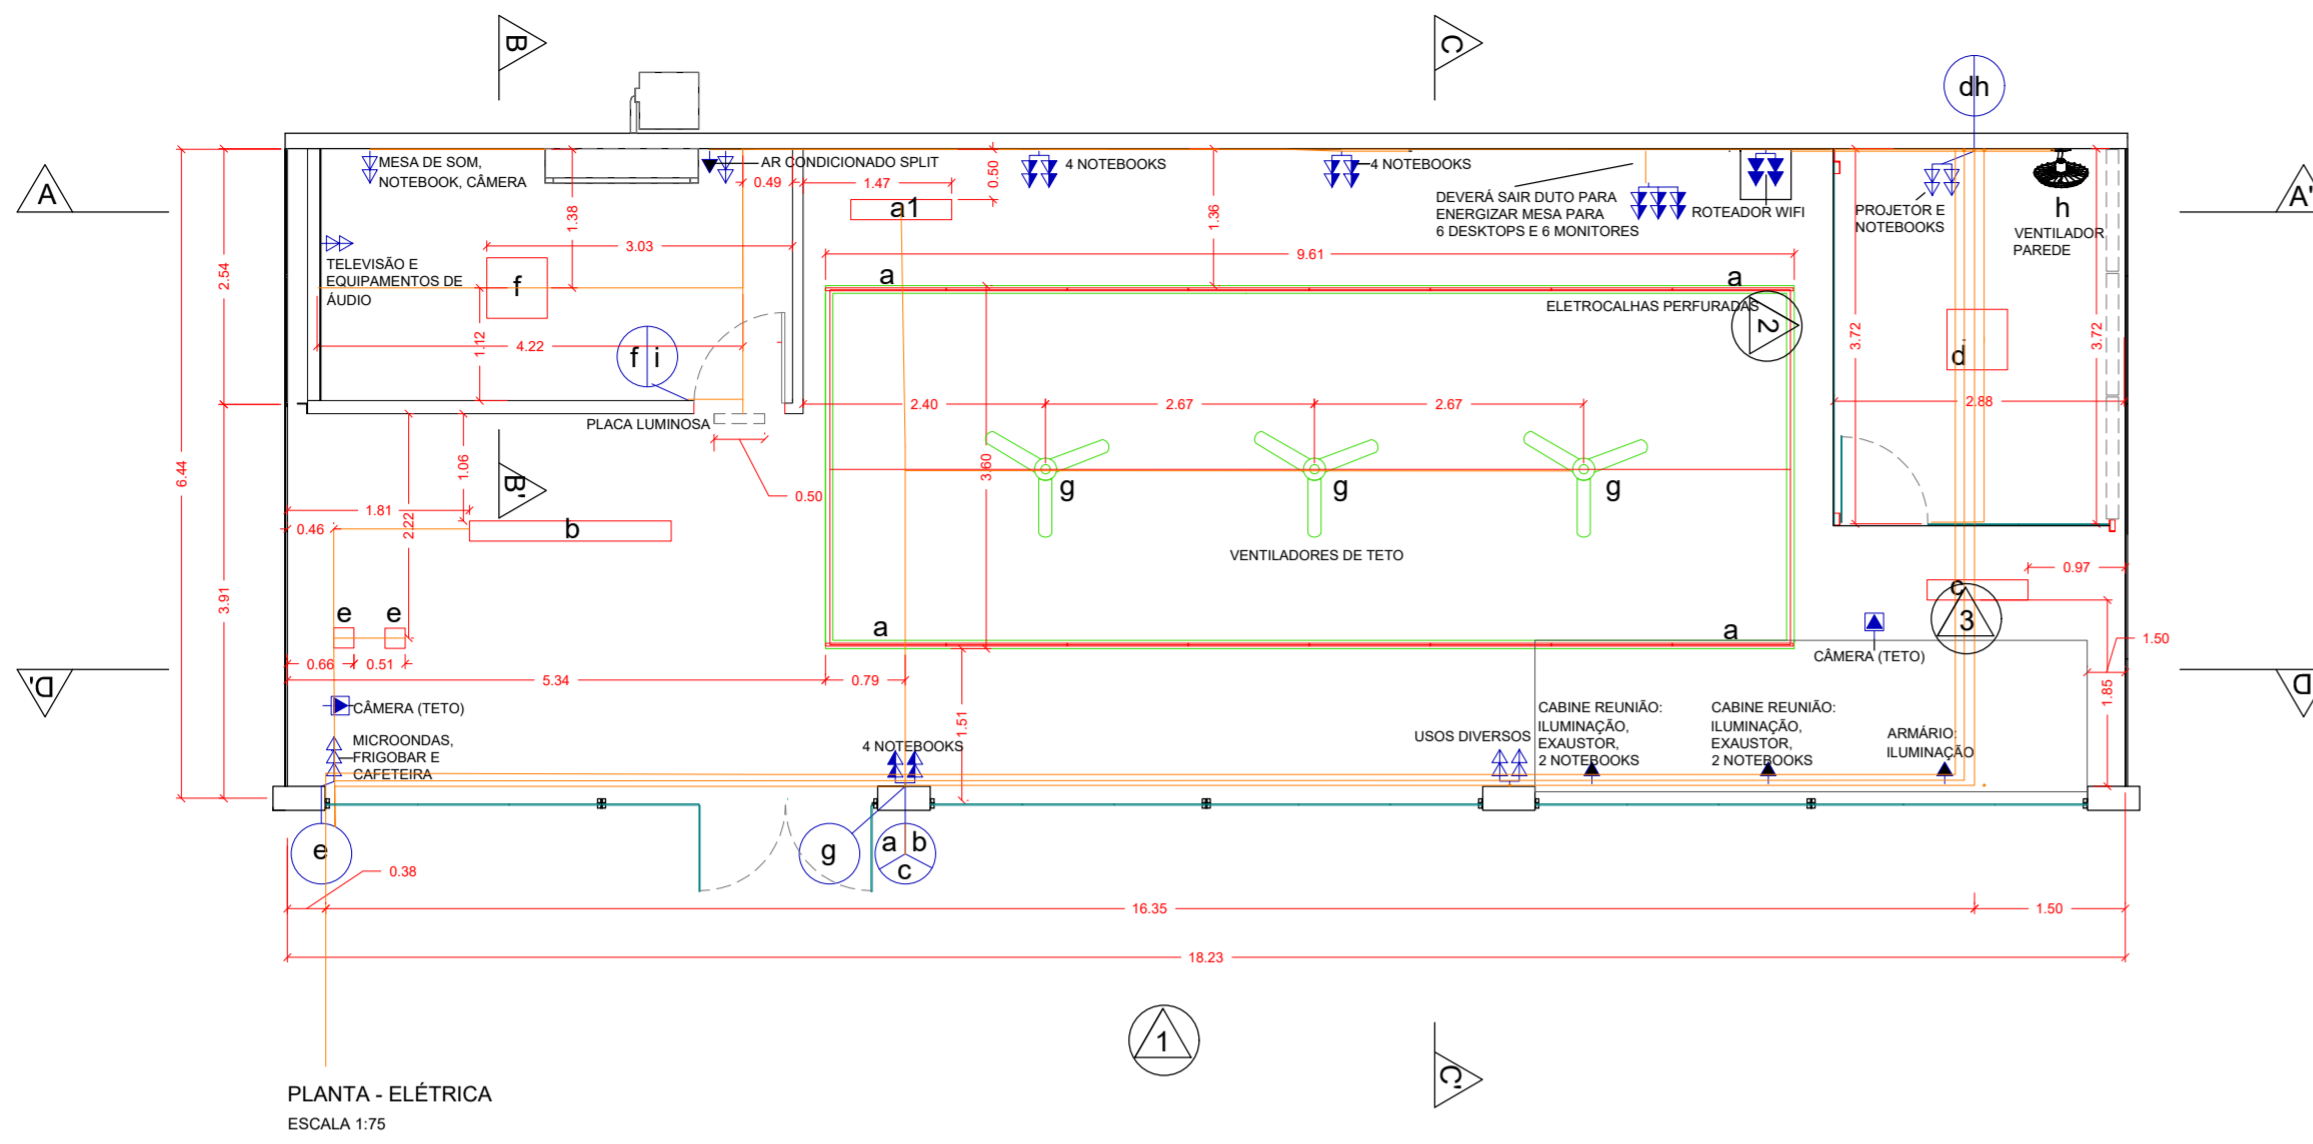 B
C
dh
A
A'
MESA DE SOM,
NOTEBOOK, CÂMERA
AR CONDICIONADO SPLIT
0.49
1.47
0.50
4 NOTEBOOKS
4 NOTEBOOKS
DEVERÁ SAIR DUTO PARA
ENERGIZAR MESA PARA
6 DESKTOPS E 6 MONITORES
ROTEADOR WIFI
PROJETOR E
NOTEBOOKS
h
VENTILADOR
PAREDE
a1
1.38
1.36
3.03
9.61
2.54
TELEVISÃO E
EQUIPAMENTOS DE
ÁUDIO
f
a
a
ELETROCALHAS PERFURADAS
2
3.72
3.72
d
1.12
4.22
f i
2.40
2.67
2.67
2.88
PLACA LUMINOSA
6.44
1.06
B'
0.50
3.60
g
g
g
1.81
0.46
2.22
b
VENTILADORES DE TETO
3.91
0.97
c
3
e e
a
a
CÂMERA (TETO)
1.50
0.66
0.51
5.34
0.79
D'
D
1.85
CÂMERA (TETO)
1.51
CABINE REUNIÃO:
ILUMINAÇÃO,
EXAUSTOR,
2 NOTEBOOKS
CABINE REUNIÃO:
ILUMINAÇÃO,
EXAUSTOR,
2 NOTEBOOKS
ARMÁRIO:
ILUMINAÇÃO
USOS DIVERSOS
4 NOTEBOOKS
MICROONDAS,
FRIGOBAR E
CAFETEIRA
e
g
a b
c
0.38
16.35
1.50
18.23
1
C'
PLANTA - ELÉTRICA
ESCALA 1:75